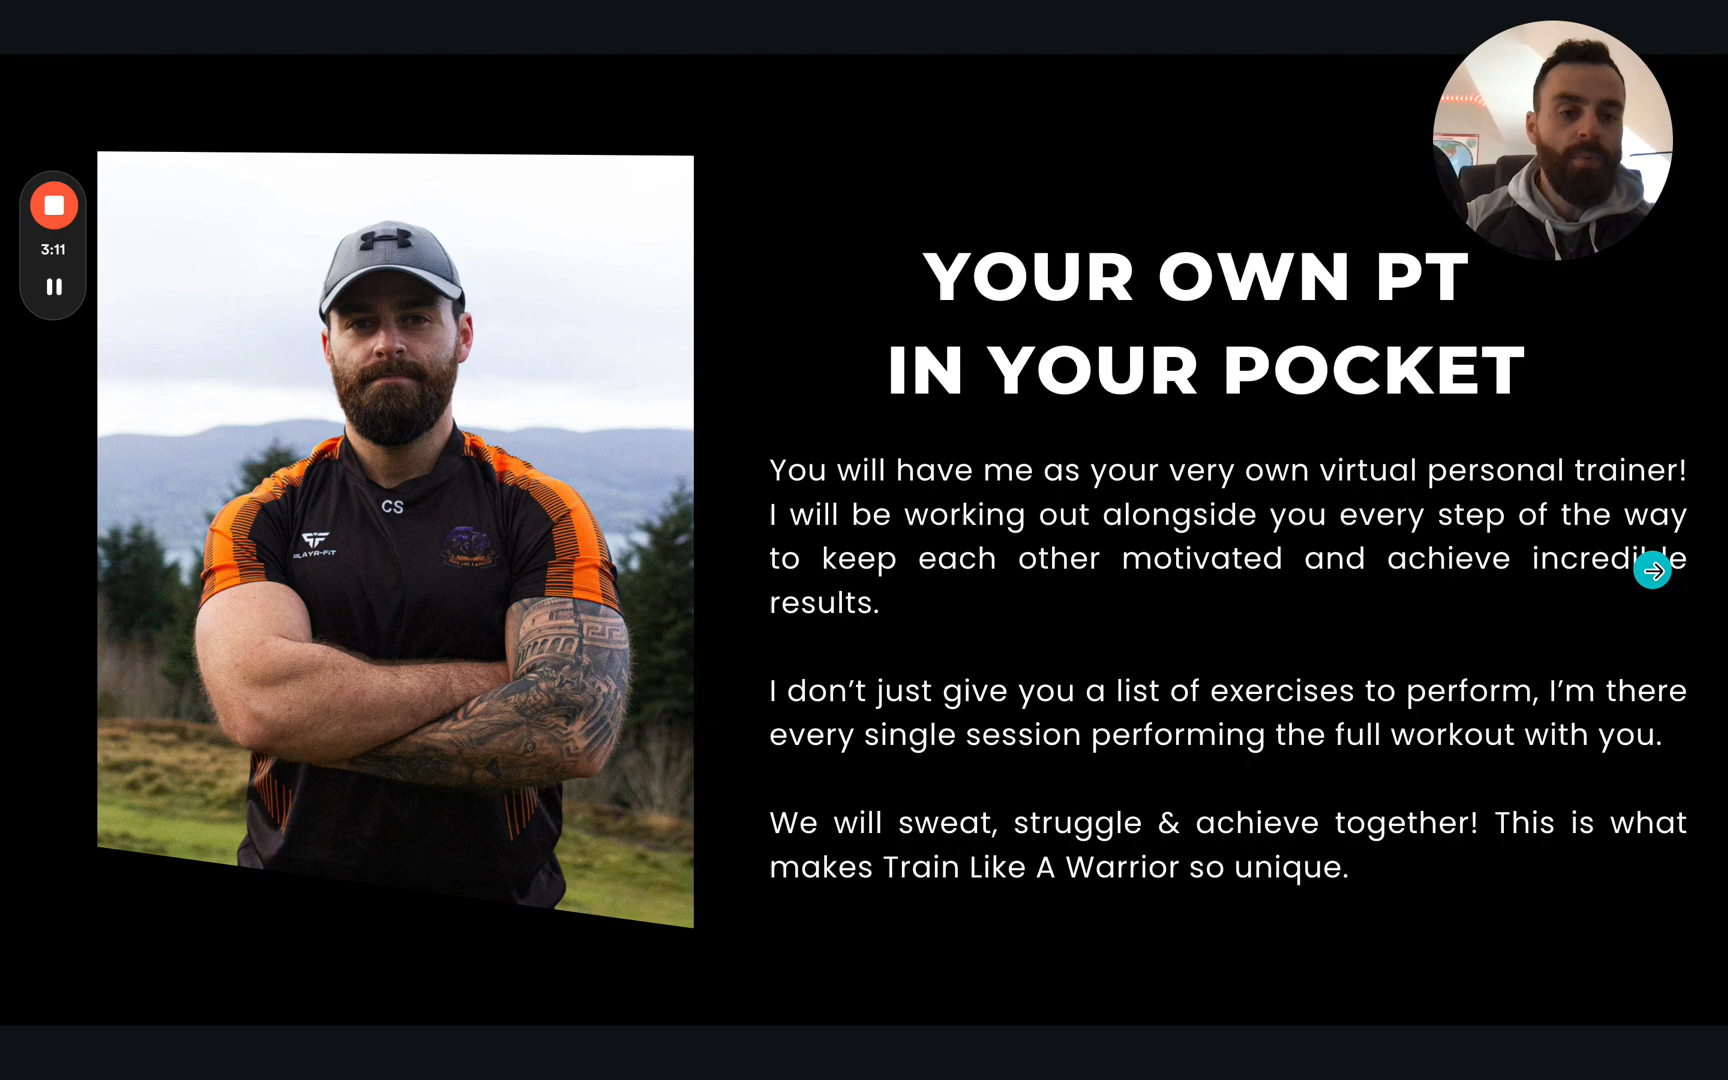 3:11
CS
PLAYR-FIT
YOUR OWN PT
IN YOUR POCKET
You will have me as your very own virtual personal trainer!
I will be working out alongside you every step of the way
to keep each other motivated and achieve incredible
results.
I don’t just give you a list of exercises to perform, I’m there
every single session performing the full workout with you.
We will sweat, struggle & achieve together! This is what
makes Train Like A Warrior so unique.